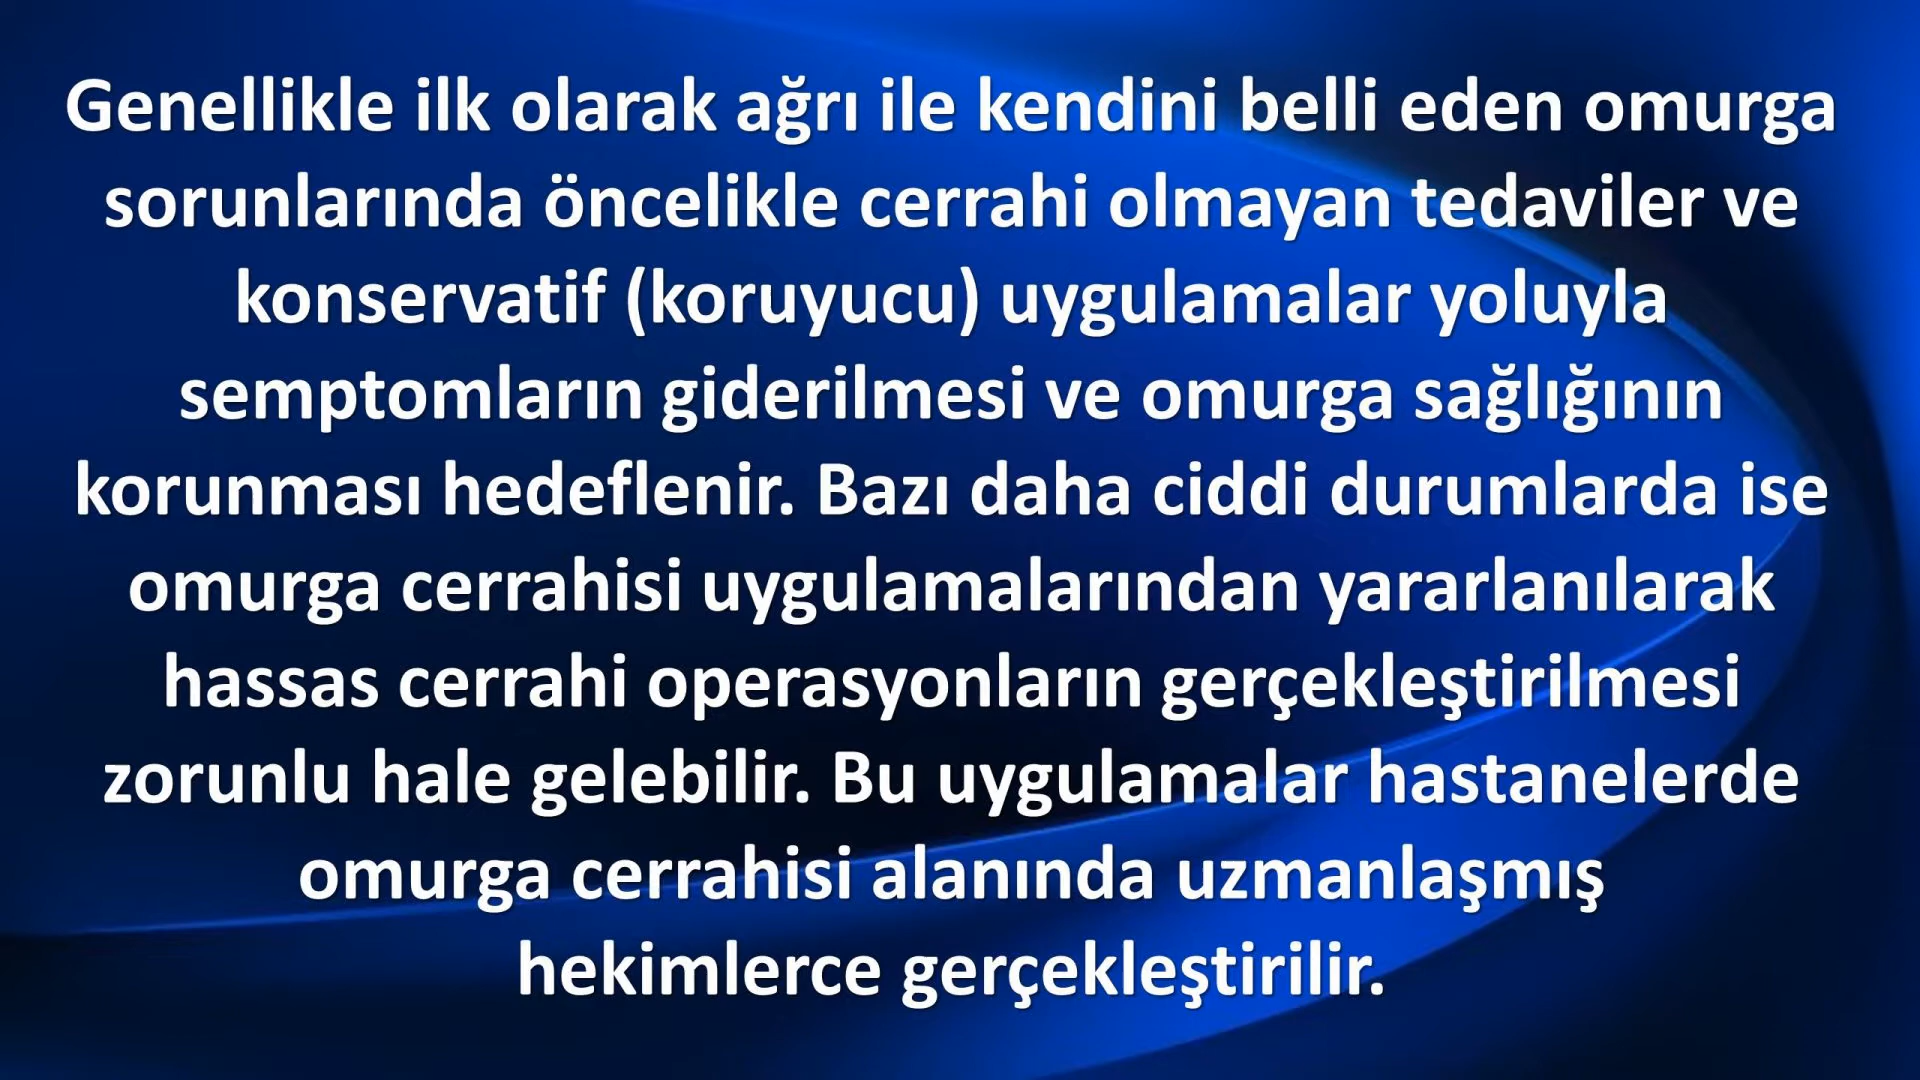 Genellikle ilk olarak ağrı ile kendini belli eden omurga
sorunlarında öncelikle cerrahi olmayan tedaviler ve
konservatif (koruyucu) uygulamalar yoluyla
semptomların giderilmesi ve omurga sağlığının
korunması hedeflenir. Bazı daha ciddi durumlarda ise
omurga cerrahisi uygulamalarından yararlanılarak
hassas cerrahi operasyonların gerçekleştirilmesi
zorunlu hale gelebilir. Bu uygulamalar hastanelerde
omurga cerrahisi alanında uzmanlaşmış
hekimlerce gerçekleştirilir.